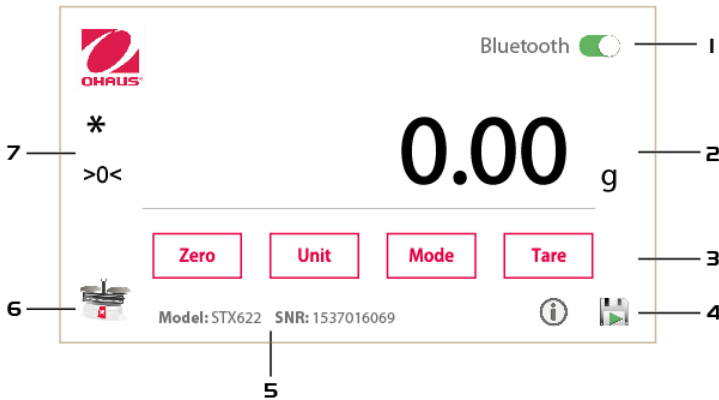 Bluetooth
1
OHAUS
*
7
>0<
0.00 g
2
Zero Unit Mode Tare
3
6
Model: STX622 SNR: 1537016069
4
5